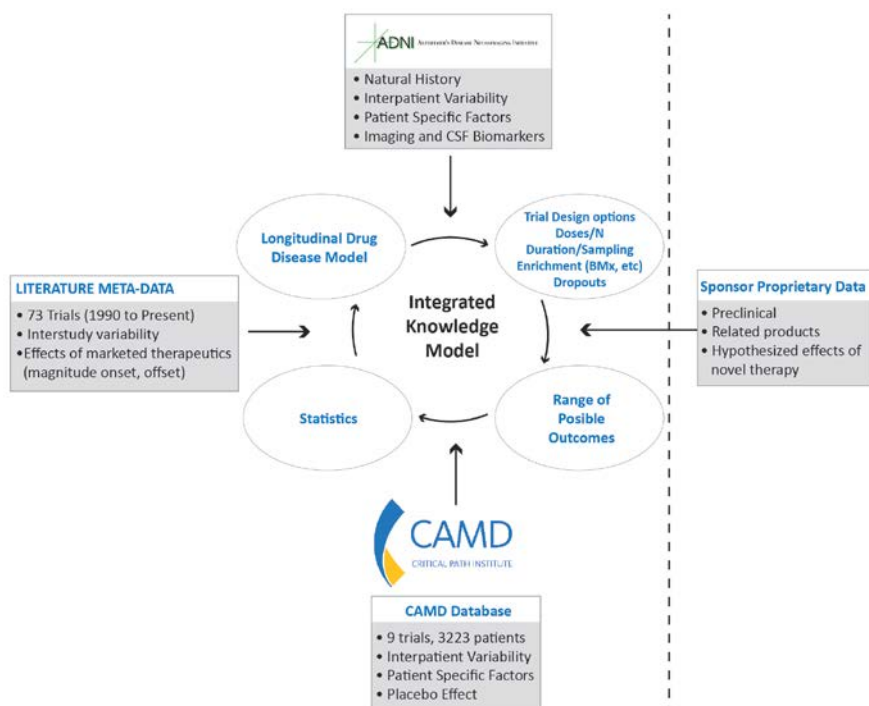 ADNI ALZHEIMER'S DISEASE NEUROIMAGING INITIATIVE
• Natural History
• Interpatient Variability
• Patient Specific Factors
• Imaging and CSF Biomarkers
Longitudinal Drug
Disease Model
Trial Design options
Doses/N
Duration/Sampling
Enrichment (BMx, etc)
Dropouts
LITERATURE META-DATA
• 73 Trials (1990 to Present)
• Interstudy variability
•Effects of marketed therapeutics
(magnitude onset, offset)
Integrated
Knowledge
Model
Sponsor Proprietary Data
• Preclinical
• Related products
• Hypothesized effects of
novel therapy
Statistics
Range of
Posible
Outcomes
CAMD
CRITICAL PATH INSTITUTE
CAMD Database
• 9 trials, 3223 patients
• Interpatient Variability
• Patient Specific Factors
• Placebo Effect